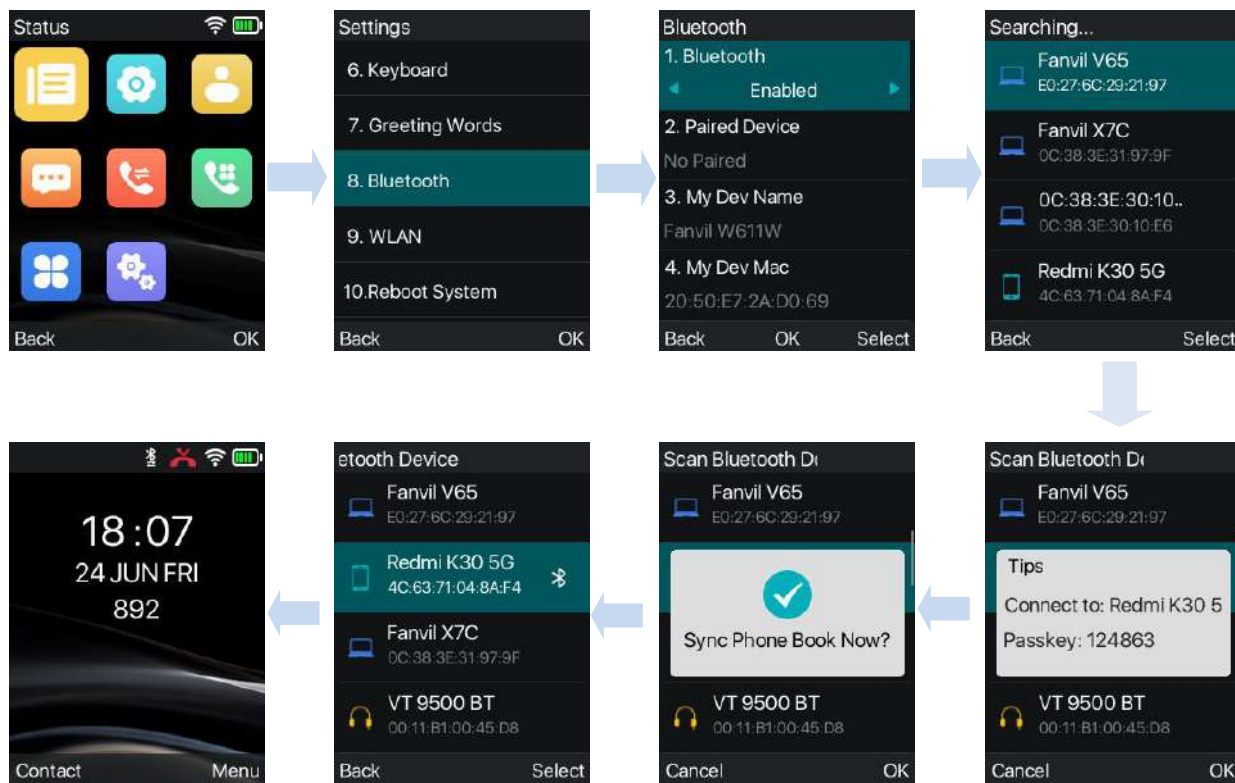 Status
Back
OK
Settings
6. Keyboard
7. Greeting Words
8. Bluetooth
9. WLAN
10.Reboot System
Back
OK
Bluetooth
1. Bluetooth
Enabled
2. Paired Device
No Paired
3. My Dev Name
Fanvil W611W
4. My Dev Mac
20:50:E7:2A:D0:69
Back
OK
Select
Searching...
Fanvil V65
E0:27:6C:29:21:97
Fanvil X7C
0C:38:3E:31:97:9F
0C:38:3E:30:10..
0C:38:3E:30:10:E6
Redmi K30 5G
4C:63:71:04:8A:F4
Back
Select
Scan Bluetooth De
Fanvil V65
E0:27:6C:29:21:97
Tips
Connect to: Redmi K30 5
Passkey: 124863
VT 9500 BT
00:11:B1:00:45:D8
Cancel
OK
Scan Bluetooth De
Fanvil V65
E0:27:6C:29:21:97
Sync Phone Book Now?
VT 9500 BT
00:11:B1:00:45:D8
Cancel
OK
etooth Device
Fanvil V65
E0:27:6C:29:21:97
Redmi K30 5G
4C:63:71:04:8A:F4
Fanvil X7C
0C:38:3E:31:97:9F
VT 9500 BT
00:11:B1:00:45:D8
Back
Select
18:07
24 JUN FRI
892
Contact
Menu